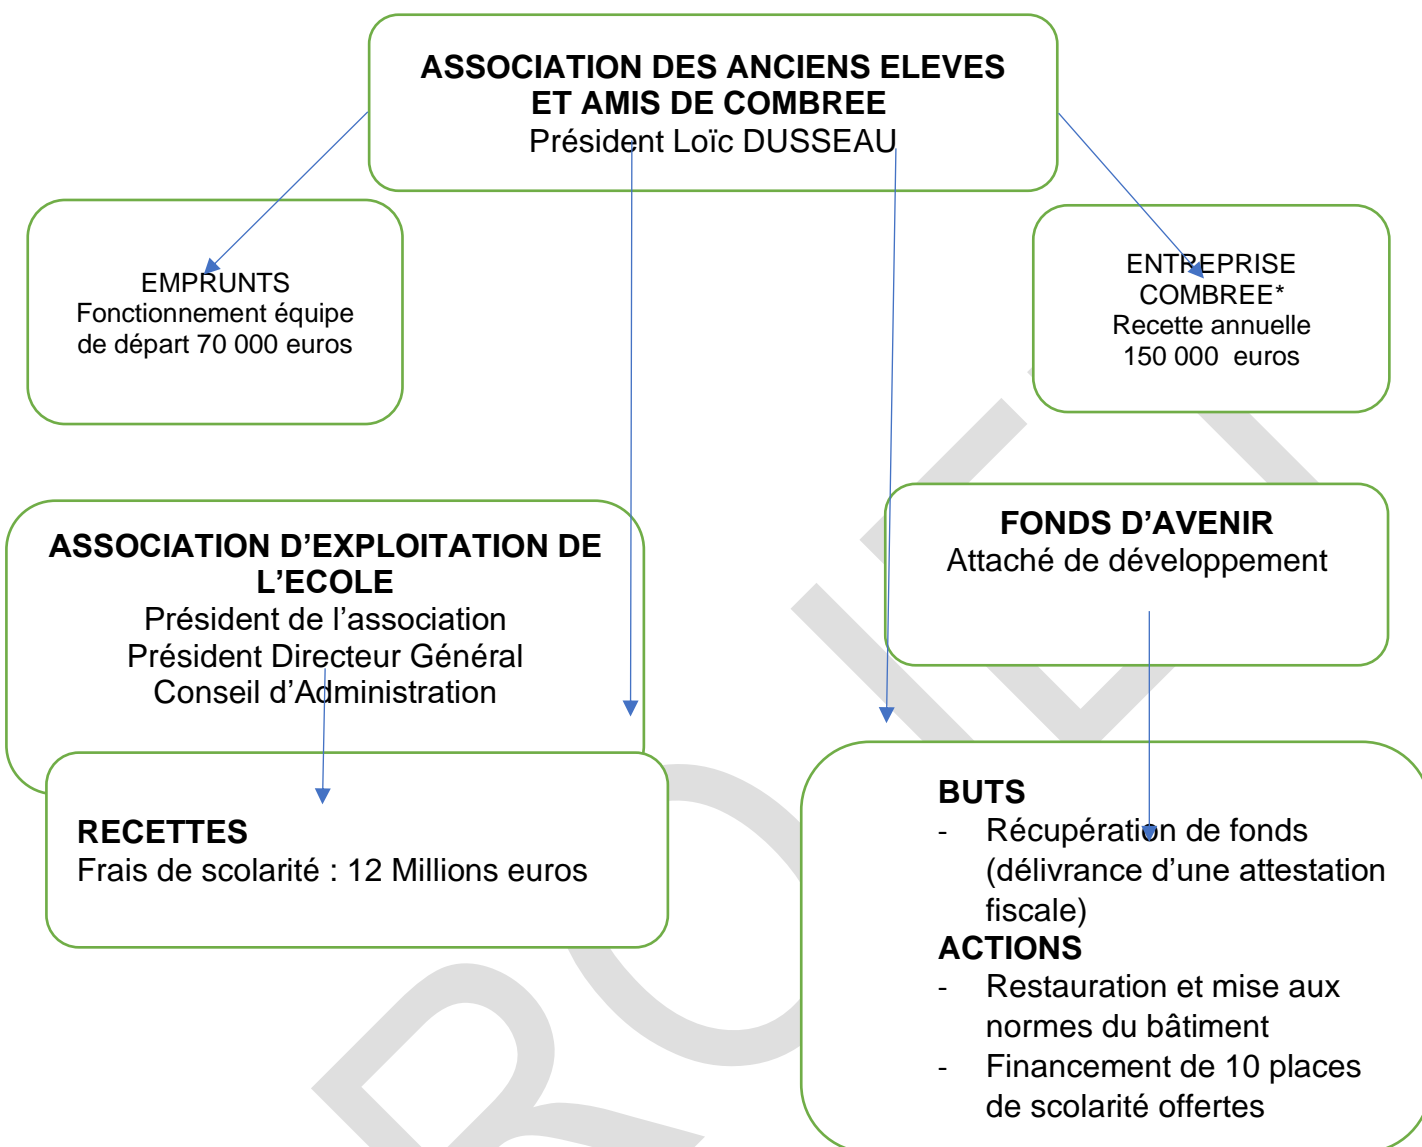 ASSOCIATION DES ANCIENS ELEVES
ET AMIS DE COMBREE
Président Loïc DUSSEAU
EMPRUNTS
Fonctionnement équipe
de départ 70 000 euros
ENTREPRISE
COMBREE*
Recette annuelle
150 000 euros
ASSOCIATION D’EXPLOITATION DE
L’ECOLE
Président de l’association
Président Directeur Général
Conseil d’Administration
FONDS D’AVENIR
Attaché de développement
RECETTES
Frais de scolarité : 12 Millions euros
BUTS
- Récupération de fonds
(délivrance d’une attestation
fiscale)
ACTIONS
- Restauration et mise aux
normes du bâtiment
- Financement de 10 places
de scolarité offertes